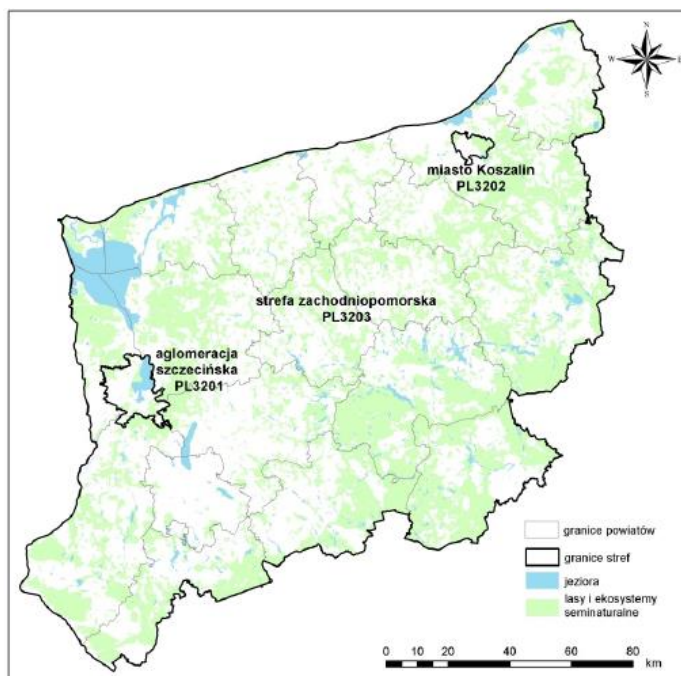 N
W E
S
miasto Koszalin
PL3202
strefa zachodniopomorska
PL3203
aglomeracja
szczecińska
PL3201
granice powiatów
granice stref
jeziora
lasy i ekosystemy
seminaturalne
0 10 20 40 60 80
km